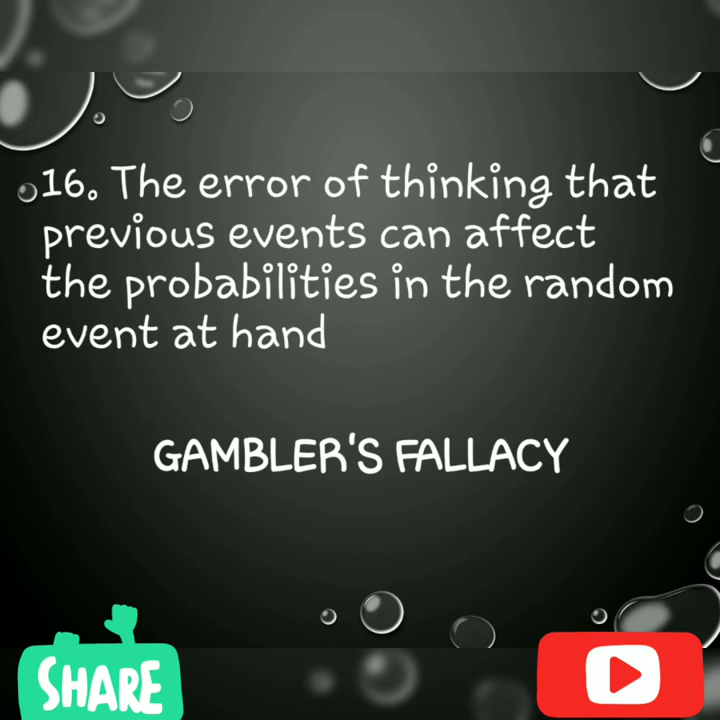 16. The error of thinking that
previous events can affect
the probabilities in the random
event at hand
GAMBLER'S FALLACY
SHARE